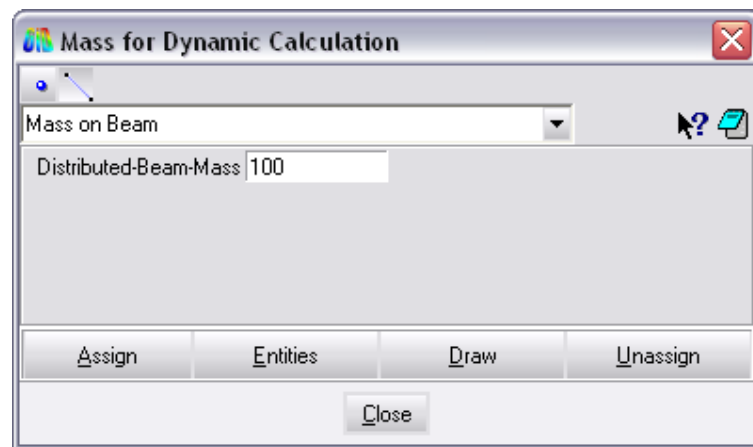 Mass for Dynamic Calculation
Mass on Beam
?
Distributed-Beam-Mass 100
Assign Entities Draw Unassign
Close